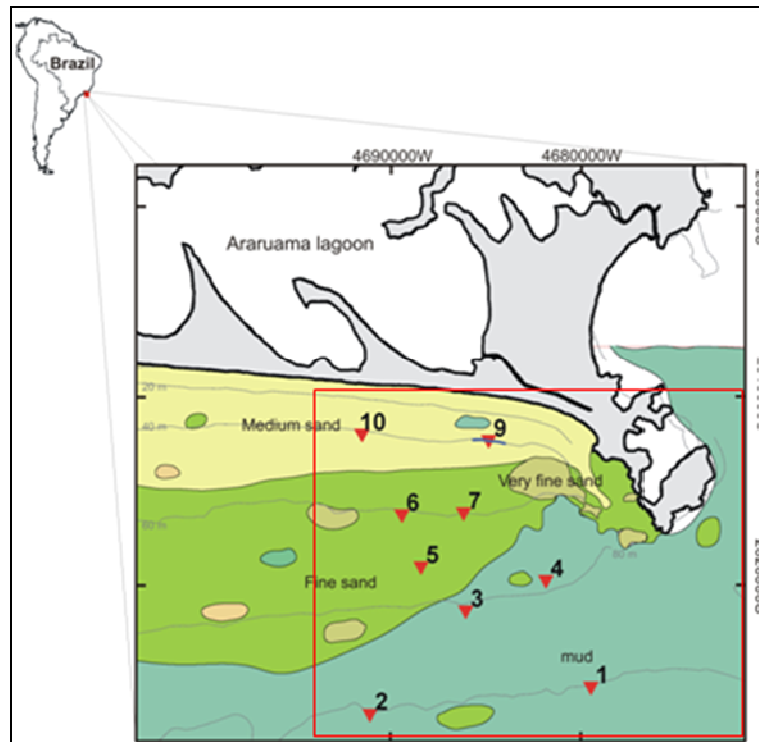 Brazil
4690000W
4680000W
Araruama lagoon
20 m
Medium sand
10
40 m
9
Very fine sand
6
7
60 m
5
80 m
4
Fine sand
3
mud
1
2